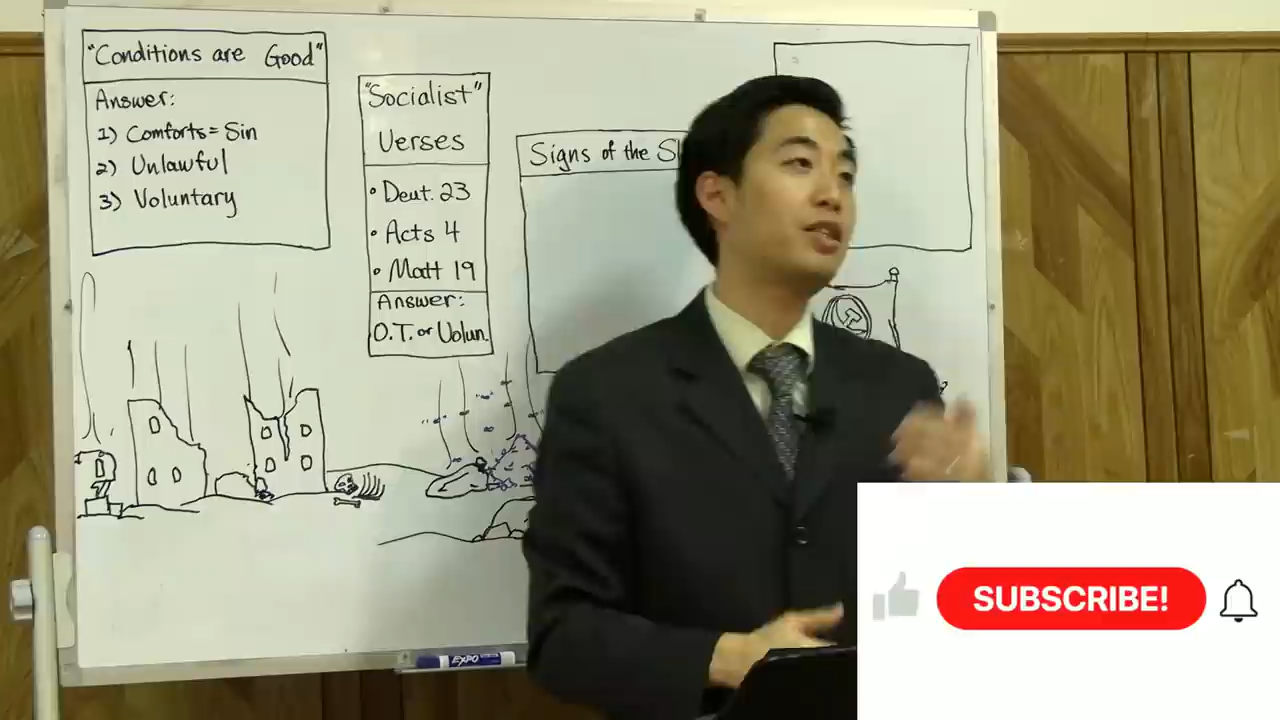 "Conditions are Good"
Answer:
1) Comforts = Sin
2) Unlawful
3) Voluntary
"Socialist"
Verses
• Deut. 23
• Acts 4
• Matt 19
Answer:
O.T. or Volun.
Signs of the
EXPO
SUBSCRIBE!